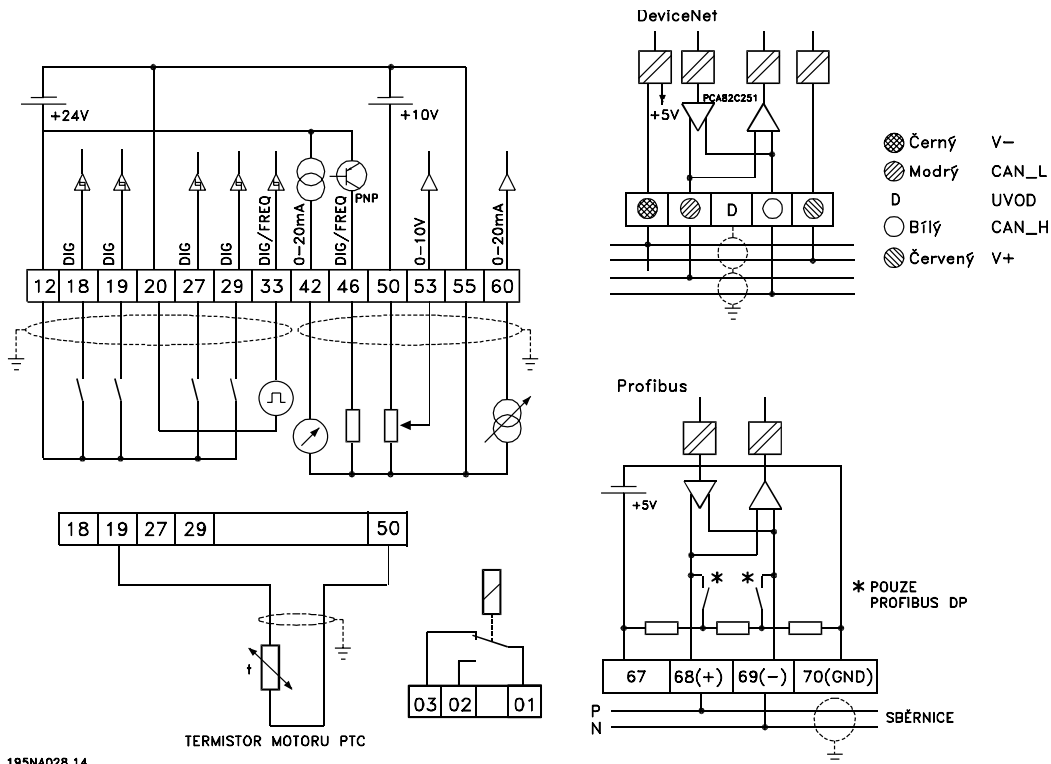 DeviceNet
+24V
+10V
+5V
PCAB2C251
PNP
DIG
DIG
DIG
DIG
DIG/FREQ
0-20mA
DIG/FREQ
0-10V
0-20mA
12 18 19 20 27 29 33 42 46 50 53 55 60
D
Černý V-
Modrý CAN_L
D UVOD
Bílý CAN_H
Červený V+
Profibus
+5V
* *
* POUZE
PROFIBUS DP
67 68(+) 69(-) 70(GND)
P
N
SBĚRNICE
18 19 27 29 50
t
TERMISTOR MOTORU PTC
03 02 01
195NA028.14